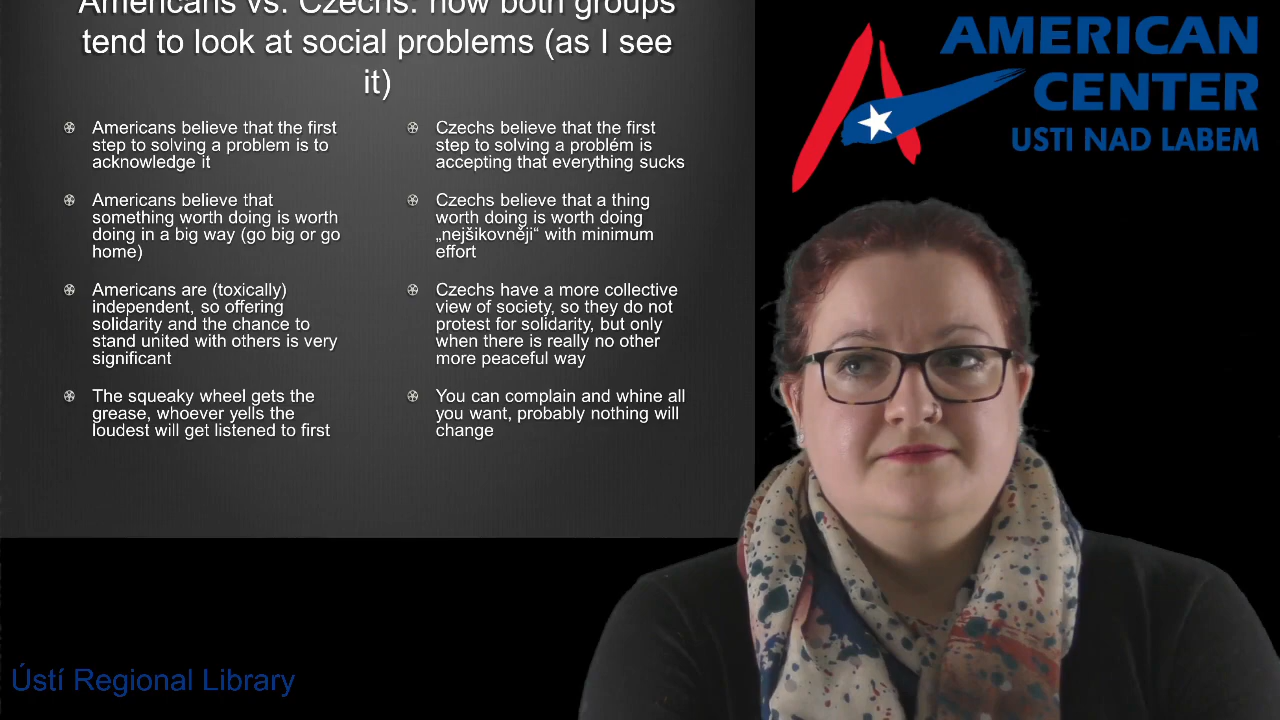 Americans vs. Czechs: how both groups
tend to look at social problems (as I see
it)
Americans believe that the first
step to solving a problem is to
acknowledge it
Americans believe that
something worth doing is worth
doing in a big way (go big or go
home)
Americans are (toxically)
independent, so offering
solidarity and the chance to
stand united with others is very
significant
The squeaky wheel gets the
grease, whoever yells the
loudest will get listened to first
Czechs believe that the first
step to solving a problém is
accepting that everything sucks
Czechs believe that a thing
worth doing is worth doing
„nejšikovněji“ with minimum
effort
Czechs have a more collective
view of society, so they do not
protest for solidarity, but only
when there is really no other
more peaceful way
You can complain and whine all
you want, probably nothing will
change
AMERICAN
CENTER
USTI NAD LABEM
Ústí Regional Library